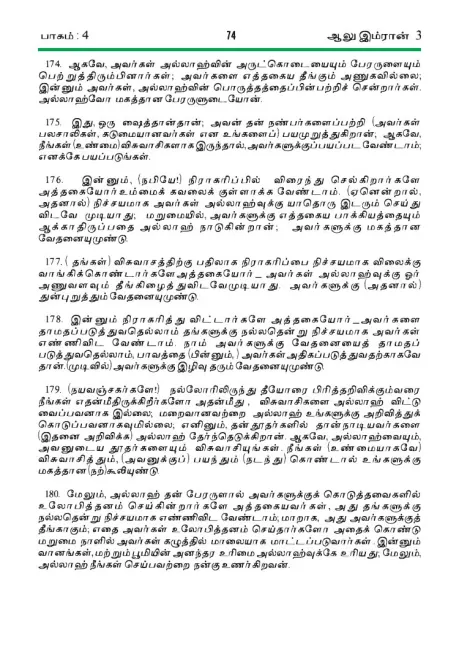 பாகம் : 4 74 ஆலு இம்ரான் 3
174. ஆகவே, அவர்கள் அல்லாஹ்வின் அருட்கொடையையும் பேரருளையும்
பெற்றுத்திரும்பினார்கள்; அவர்களை எத்தகைய தீங்கும் அணுகவில்லை;
இன்னும் அவர்கள், அல்லாஹ்வின் பொருத்தத்தைப்பின்பற்றிச் சென்றார்கள்.
அல்லாஹ்வோ மகத்தான பேரருளுடையோன்.
175. இது, ஒரு ஷைத்தான்தான்; அவன் தன் நண்பர்களைப்பற்றி (அவர்கள்
பலசாலிகள், கடுமையானவர்கள் என உங்களைப்) பயமுறுத்துகிறான்; ஆகவே,
நீங்கள் (உண்மை)விசுவாசிகளாக இருந்தால்,அவர்களுக்குப்பயப்பட வேண்டாம்;
எனக்கே பயப்படுங்கள்.
176. இன்னும், (நபியே!) நிராகரிப்பில் விரைந்து செல்கிறார்களே
அத்தகையோர் உம்மைக் கவலைக் குள்ளாக்க வேண்டாம். (ஏனென்றால்,
அதனால்) நிச்சயமாக அவர்கள் அல்லாஹ்வுக்கு யாதொரு இடரும் செய்து
விடவே முடியாது; மறுமையில், அவர்களுக்கு எத்தகைய பாக்கியத்தையும்
ஆக்காதிருப்பதை அல்லாஹ் நாடுகின்றான்; அவர்களுக்கு மகத்தான
வேதனையுமுண்டு.
177. ( தங்கள்) விசுவாசத்திற்கு பதிலாக நிராகரிப்பை நிச்சயமாக விலைக்கு
வாங்கிக்கொண்டார்களேஅத்தகையோர் _ அவர்கள் அல்லாஹ்வுக்கு ஓர்
அணுவளவும் தீங்கிழைத்துவிடவேமுடியாது. அவர்களுக்கு (அதனால்)
துன்புறுத்தும்வேதனையுமுண்டு.
178. இன்னும் நிராகரித்து விட்டார்களே அத்தகையோர் _அவர்களை
தாமதப்படுத்துவதெல்லாம் தங்களுக்கு நல்லதென்று நிச்சயமாக அவர்கள்
எண்ணிவிட வேண்டாம். நாம் அவர்களுக்கு வேதனையைத் தாமதப்
படுத்துவதெல்லாம், பாவத்தை (பின்னும், ) அவர்கள்அதிகப்படுத்துவதற்காகவே
தான். (முடிவில்)அவர்களுக்கு இழிவு தரும் வேதனையுமுண்டு.
179. (நயவஞ்சகர்களே!) நல்லோரிலிருந்து தீயோரை பிரித்தறிவிக்கும்வரை
நீங்கள் எதன்மீதிருக்கிறீர்களோ அதன்மீது , விசுவாசிகளை அல்லாஹ் விட்டு
வைப்பவனாக இல்லை; மறைவானவற்றை அல்லாஹ் உங்களுக்கு அறிவித்துக்
கொடுப்பவனாகவுமில்லை, எனினும், தன்தூதர்களில் தான்நாடியவர்களை
(இதனை அறிவிக்க) அல்லாஹ் தேர்ந்தெடுக்கிறான். ஆகவே, அல்லாஹ்வையும்,
அவனுடைய தூதர்களையும் விசுவாசியுங்கள். நீங்கள் (உண்மையாகவே)
விசுவாசித்தும், (அவனுக்குப்) பயந்தும் (நடந்து) கொண்டால் உங்களுக்கு
மகத்தான(நற்)கூலியுண்டு.
180. மேலும், அல்லாஹ் தன் பேரருளால் அவர்களுக்குக் கொடுத்தவைகளில்
உலோபித்தனம் செய்கின்றார்களே அத்தகையவர்கள் , அது தங்களுக்கு
நல்லதென்று நிச்சயமாக எண்ணிவிட வேண்டாம், மாறாக, அது அவர்களுக்குத்
தீங்காகும்; எதை அவர்கள் உலோபித்தனம் செய்தார்களோ அதைக் கொண்டு
மறுமை நாளில் அவர்கள் கழுத்தில் மாலையாக மாட்டப்படுவார்கள். இன்னும்
வானங்கள், மற்றும்பூமியின் அனந்தர உரிமை அல்லாஹ்வுக்கே உரியது; மேலும்,
அல்லாஹ் நீங்கள் செய்பவற்றை நன்கு உணர்கிறவன்.